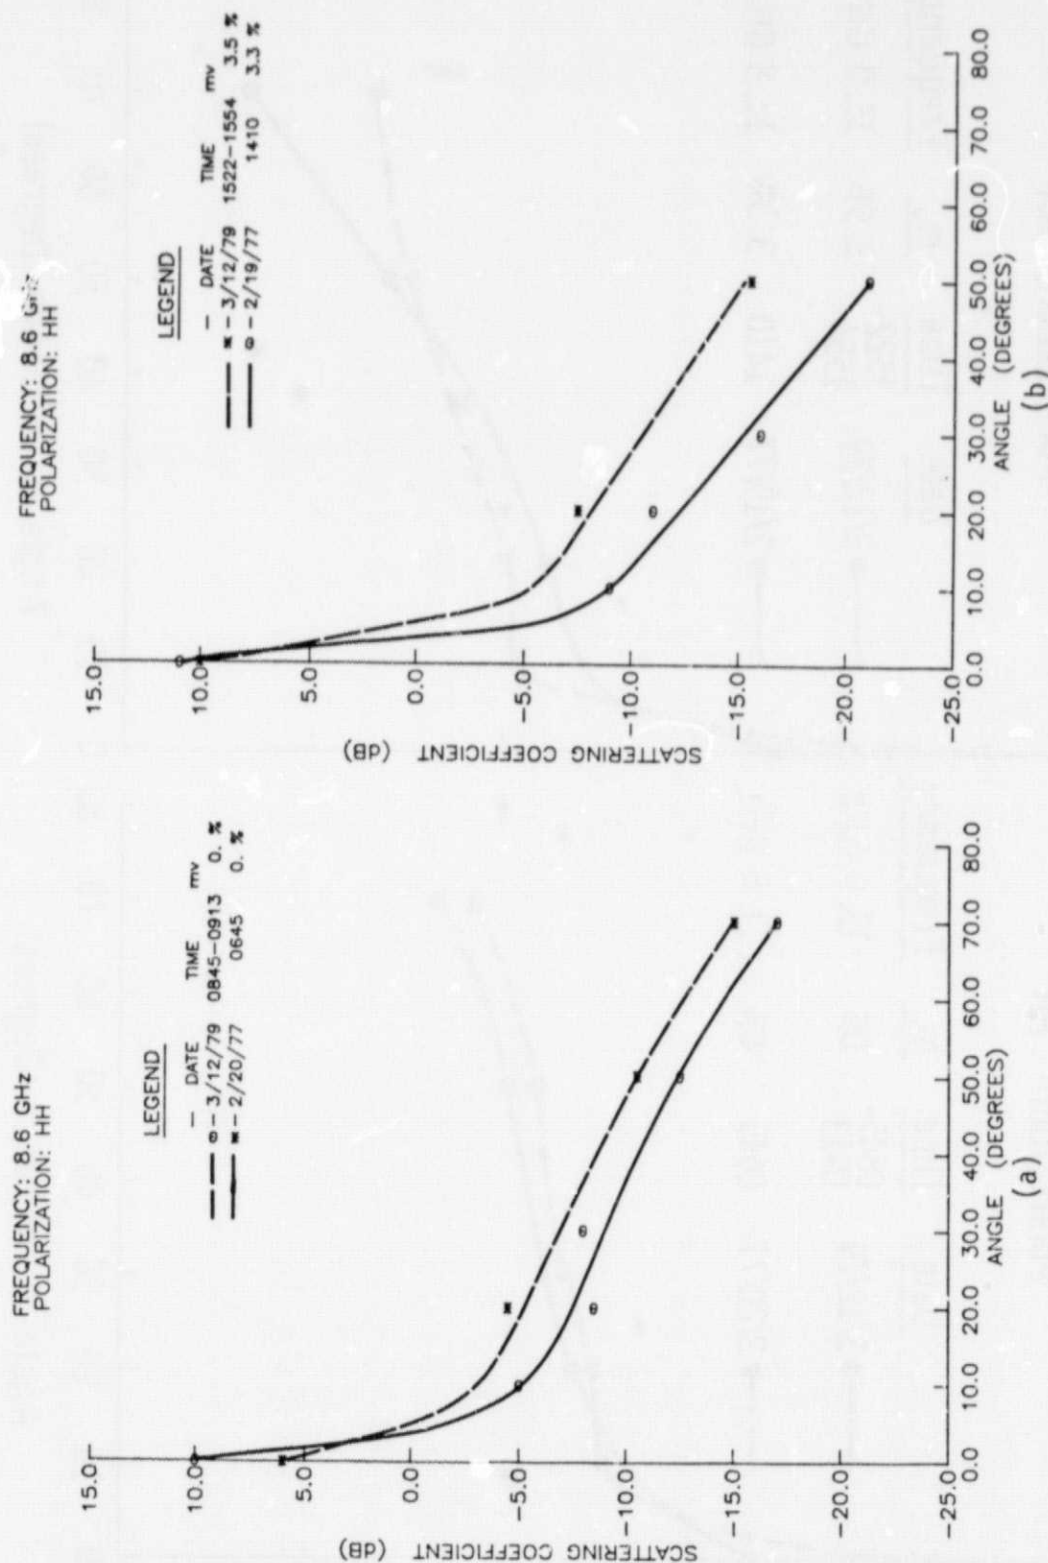 FREQUENCY: 8.6 GHz
POLARIZATION: HH
LEGEND
— DATE TIME mv
— — o - 3/12/79 0845-0913 0. %
—— x - 2/20/77 0645 0. %
15.0
10.0
5.0
0.0
-5.0
-10.0
-15.0
-20.0
-25.0
SCATTERING COEFFICIENT (dB)
0.0 10.0 20.0 30.0 40.0 50.0 60.0 70.0 80.0
ANGLE (DEGREES)
(a)
FREQUENCY: 8.6 GHz
POLARIZATION: HH
LEGEND
— DATE TIME mv
— — x - 3/12/79 1522-1554 3.5 %
—— o - 2/19/77 1410 3.3 %
15.0
10.0
5.0
0.0
-5.0
-10.0
-15.0
-20.0
-25.0
SCATTERING COEFFICIENT (dB)
0.0 10.0 20.0 30.0 40.0 50.0 60.0 70.0 80.0
ANGLE (DEGREES)
(b)